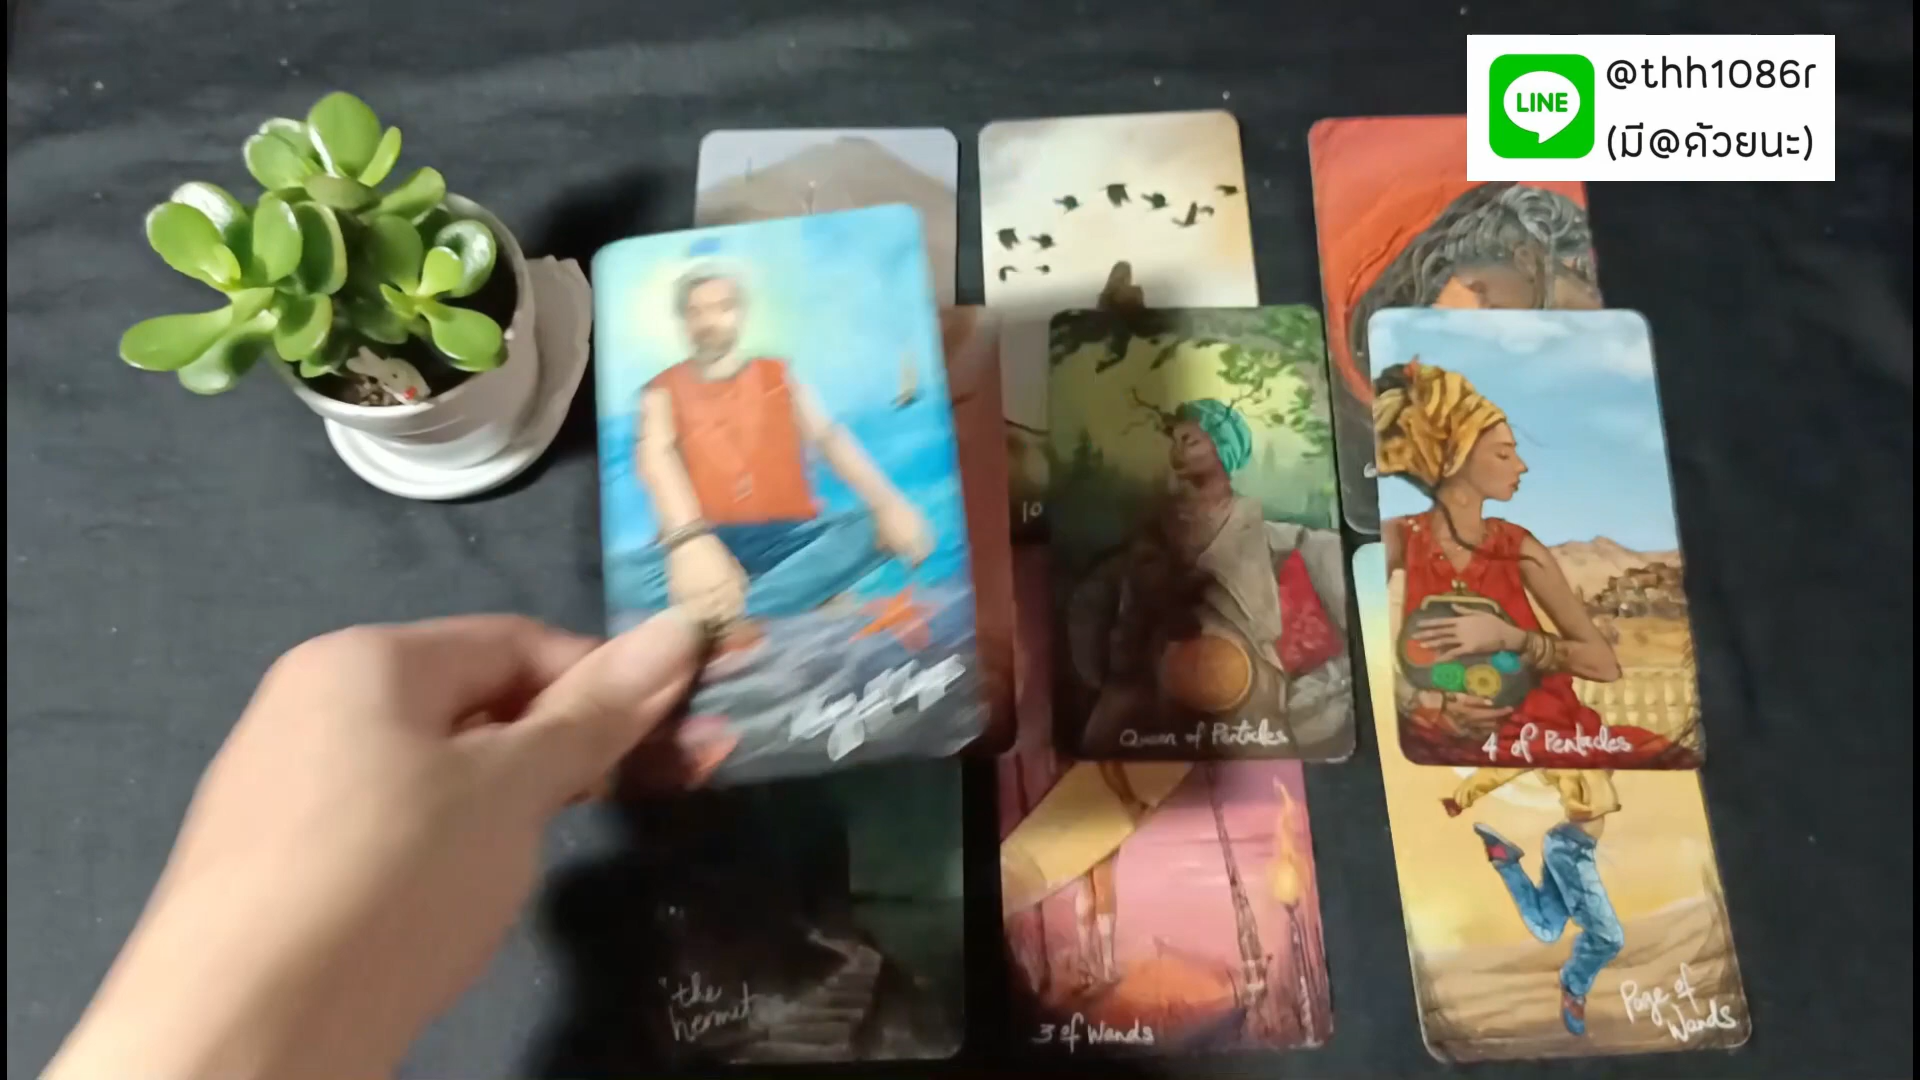 LINE
@thh1086r
(มี@ด้วยนะ)
10
Queen of Pentacles
4 of Pentacles
the
hermit
3 of Wands
Page of
Wands